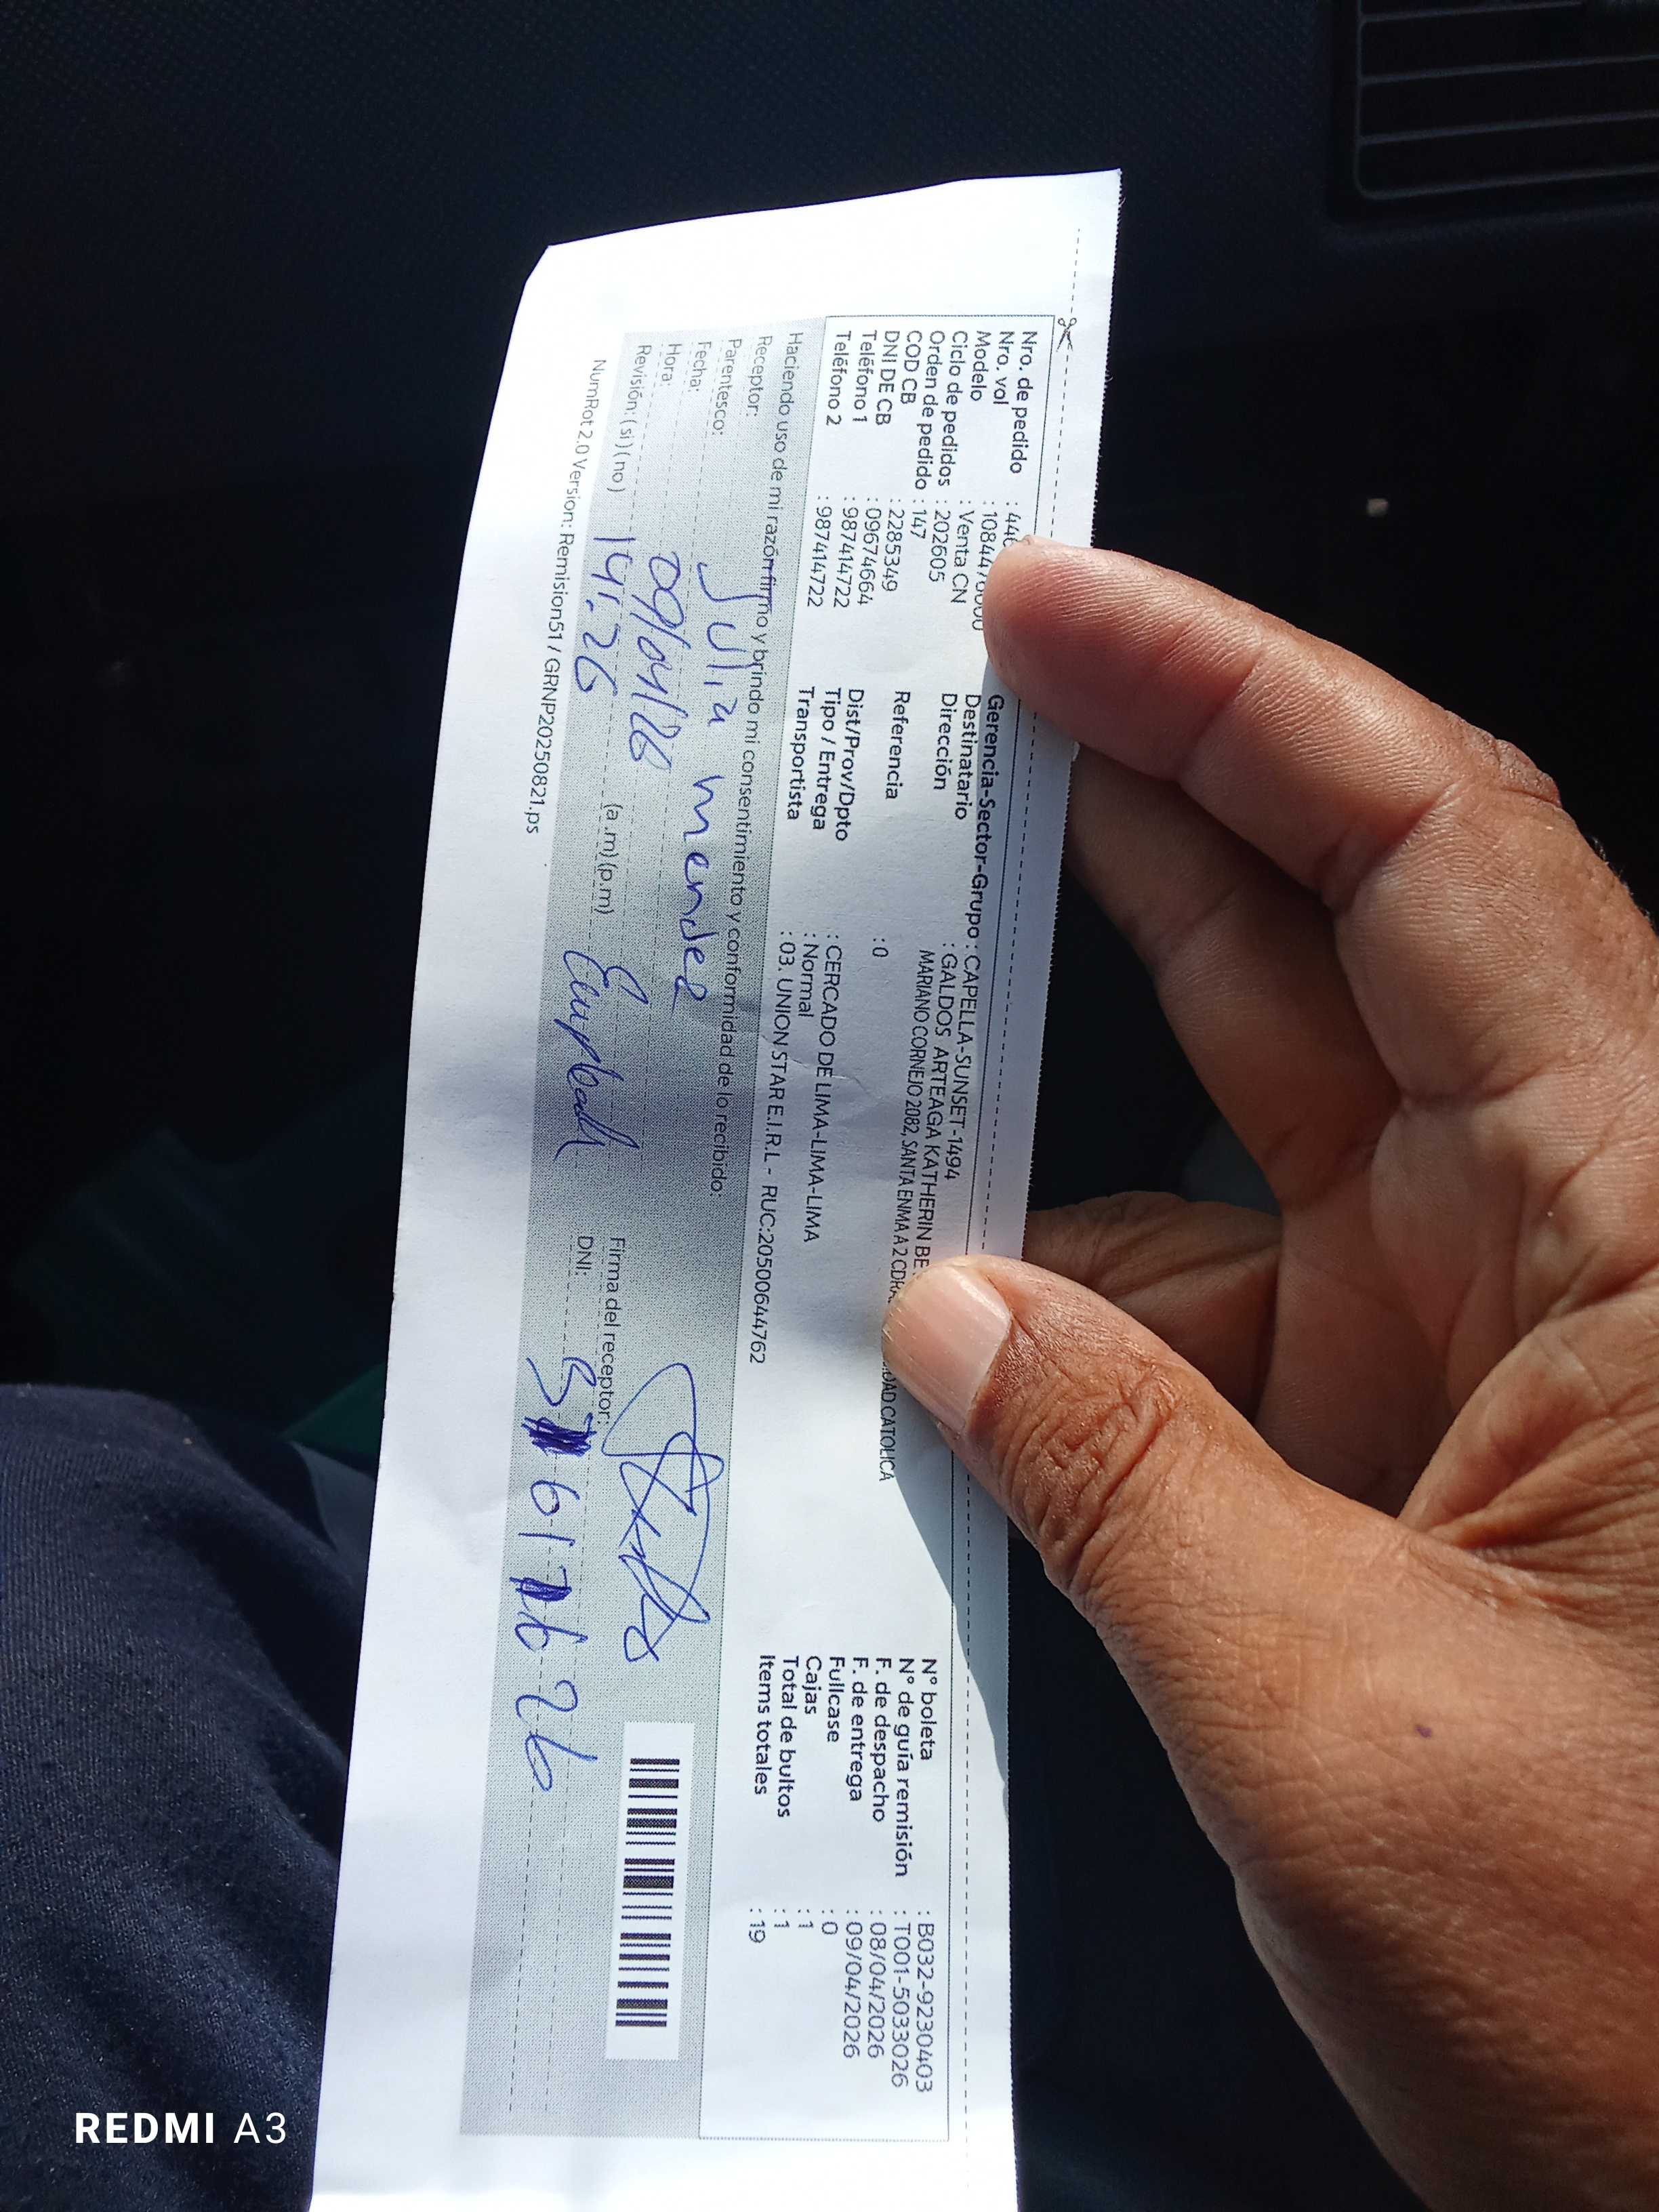 Nro. de pedido :
Nro. vol :
Modelo : Venta CN
Ciclo de pedidos : 202605
Orden de pedido : 147
COD CB : 2285349
DNI DE CB : 09674664
Teléfono 1 : 987414722
Teléfono 2 : 987414722
Gerencia-Sector-Grupo : CAPELLA-SUNSET-1494
Destinatario : GALDOS ARTEAGA KATHERIN
Dirección MARIANO CORNEJO 2082, SANTA ENMA A 2 CATOLICA
Referencia : 0
Dist/Prov/Dpto : CERCADO DE LIMA-LIMA-LIMA
Tipo / Entrega : Normal
Transportista : 03. UNION STAR E.I.R.L - RUC:20500644762
N° boleta : B032-9230403
N° de guía remisión : T001-5033026
F. de despacho : 08/04/2026
F. de entrega : 09/04/2026
Fullcase : 0
Cajas : 1
Total de bultos : 1
Items totales : 19
Haciendo uso de mi razón firmo y brindo mi consentimiento y conformidad de lo recibido.
Receptor: Julia mendez
Parentesco:
Fecha: 09/04/26
Hora: 14:26 (a.m) (p.m)
Revisión: ( si ) ( no )
Firma del receptor:
DNI:
NumRot 2.0 Version: Remision51 / GRNP20250821.ps
REDMI A3